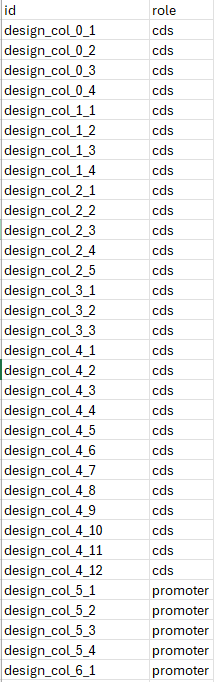 id role
design_col_0_1 cds
design_col_0_2 cds
design_col_0_3 cds
design_col_0_4 cds
design_col_1_1 cds
design_col_1_2 cds
design_col_1_3 cds
design_col_1_4 cds
design_col_2_1 cds
design_col_2_2 cds
design_col_2_3 cds
design_col_2_4 cds
design_col_2_5 cds
design_col_3_1 cds
design_col_3_2 cds
design_col_3_3 cds
design_col_4_1 cds
design_col_4_2 cds
design_col_4_3 cds
design_col_4_4 cds
design_col_4_5 cds
design_col_4_6 cds
design_col_4_7 cds
design_col_4_8 cds
design_col_4_9 cds
design_col_4_10 cds
design_col_4_11 cds
design_col_4_12 cds
design_col_5_1 promoter
design_col_5_2 promoter
design_col_5_3 promoter
design_col_5_4 promoter
design_col_6_1 promoter